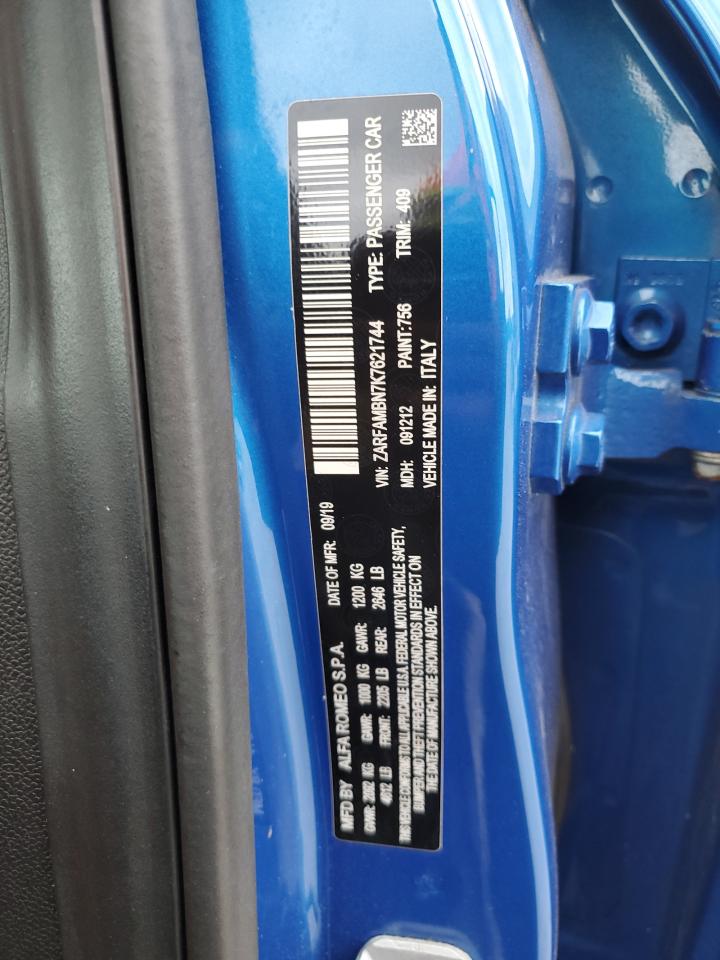 MFD BY ALFA ROMEO S.P.A. DATE OF MFR: 09/19
GVWR: 2092 KG GAWR: 1000 KG GAWR: 1200 KG
4612 LB FRONT: 2205 LB REAR: 2646 LB
THIS VEHICLE CONFORMS TO ALL APPLICABLE U.S.A. FEDERAL MOTOR VEHICLE SAFETY,
BUMPER AND THEFT PREVENTION STANDARDS IN EFFECT ON
THE DATE OF MANUFACTURE SHOWN ABOVE.
VIN: ZARFAMBN7K7621744 TYPE: PASSENGER CAR
MDH: 091212 PAINT:756 TRIM: 409
VEHICLE MADE IN: ITALY